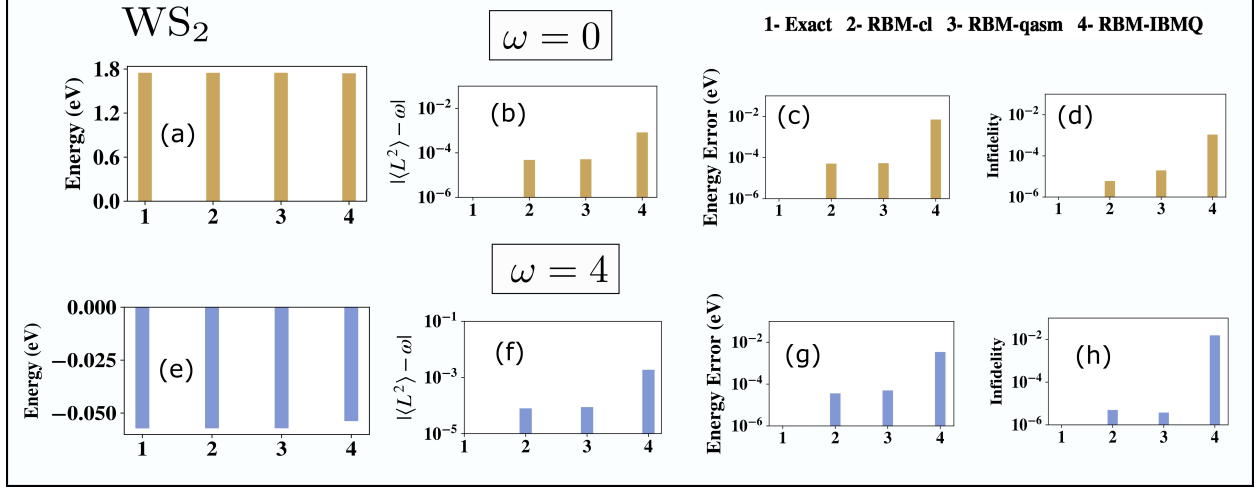 WS₂
ω = 0
1- Exact 2- RBM-cl 3- RBM-qasm 4- RBM-IBMQ
Energy (eV)
1.8
1.2
0.6
0.0
(a)
1 2 3 4
|⟨L²⟩ − ω|
10⁻²
10⁻⁴
10⁻⁶
(b)
1 2 3 4
Energy Error (eV)
10⁻²
10⁻⁴
10⁻⁶
(c)
1 2 3 4
Infidelity
10⁻²
10⁻⁴
10⁻⁶
(d)
1 2 3 4
ω = 4
Energy (eV)
0.000
−0.025
−0.050
(e)
1 2 3 4
|⟨L²⟩ − ω|
10⁻¹
10⁻³
10⁻⁵
(f)
1 2 3 4
Energy Error (eV)
10⁻²
10⁻⁴
10⁻⁶
(g)
1 2 3 4
Infidelity
10⁻²
10⁻⁴
10⁻⁶
(h)
1 2 3 4